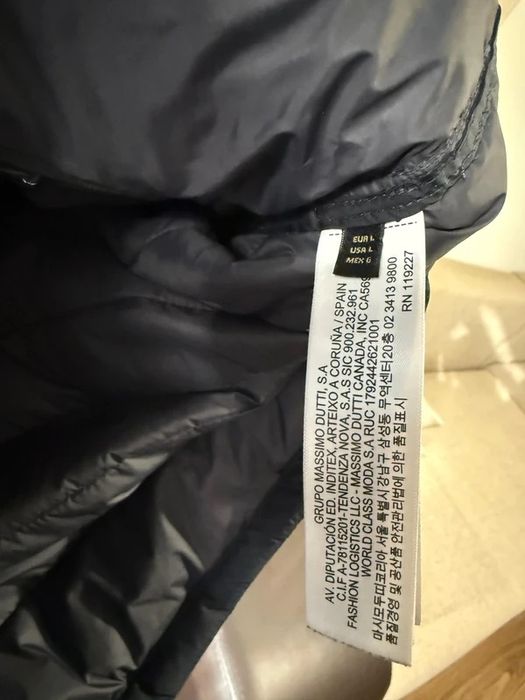 EUR L
USA L
MEX G
GRUPO MASSIMO DUTTI, S.A
AV. DIPUTACIÓN ED. INDITEX, ARTEIXO A CORUÑA / SPAIN
C.I.F A-78115201-TENDENZA NOVA, S.A.S SIC 900.232.961
FASHION LOGISTICS LLC - MASSIMO DUTTI CANADA, INC CA569
WORLD CLASS MODA S.A RUC 1792442621001
마시모두띠코리아 서울 특별시강남구 삼성동 무역센터20층 02 3413 9800
품질경영 및 공산품 안전관리법에 의한 품질표시
RN 119227